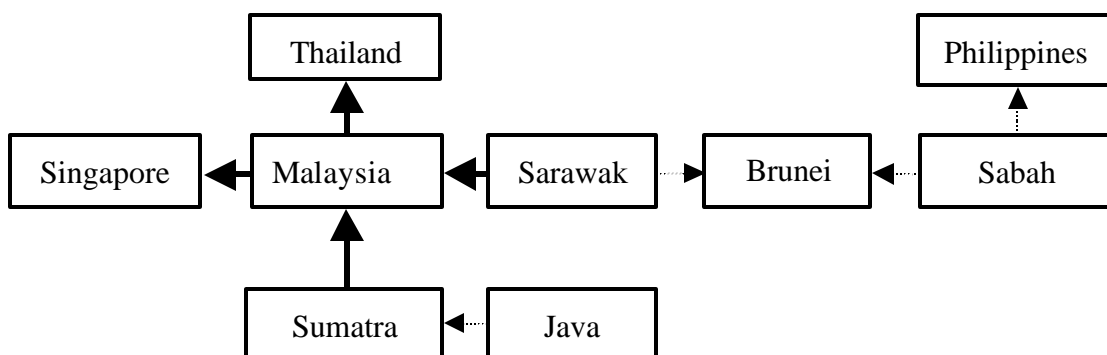 Thailand
Philippines
Singapore
Malaysia
Sarawak
Brunei
Sabah
Sumatra
Java